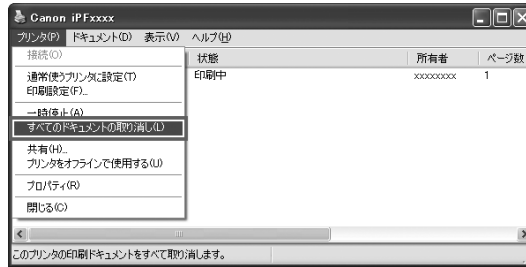 Canon iPFxxxx
プリンタ(P) ドキュメント(D) 表示(V) ヘルプ(H)
接続(O)
通常使うプリンタに設定(T)
印刷設定(F)...
一時停止(A)
すべてのドキュメントの取り消し(L)
共有(H)...
プリンタをオフラインで使用する(U)
プロパティ(R)
閉じる(C)
状態 所有者 ページ数
印刷中 xxxxxxxx 1
このプリンタの印刷ドキュメントをすべて取り消します。